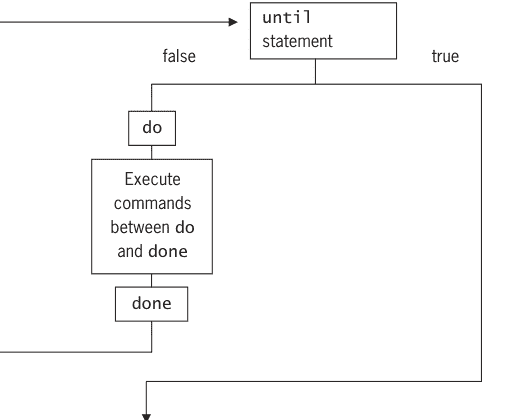 until
statement
false
true
do
Execute
commands
between do
and done
done